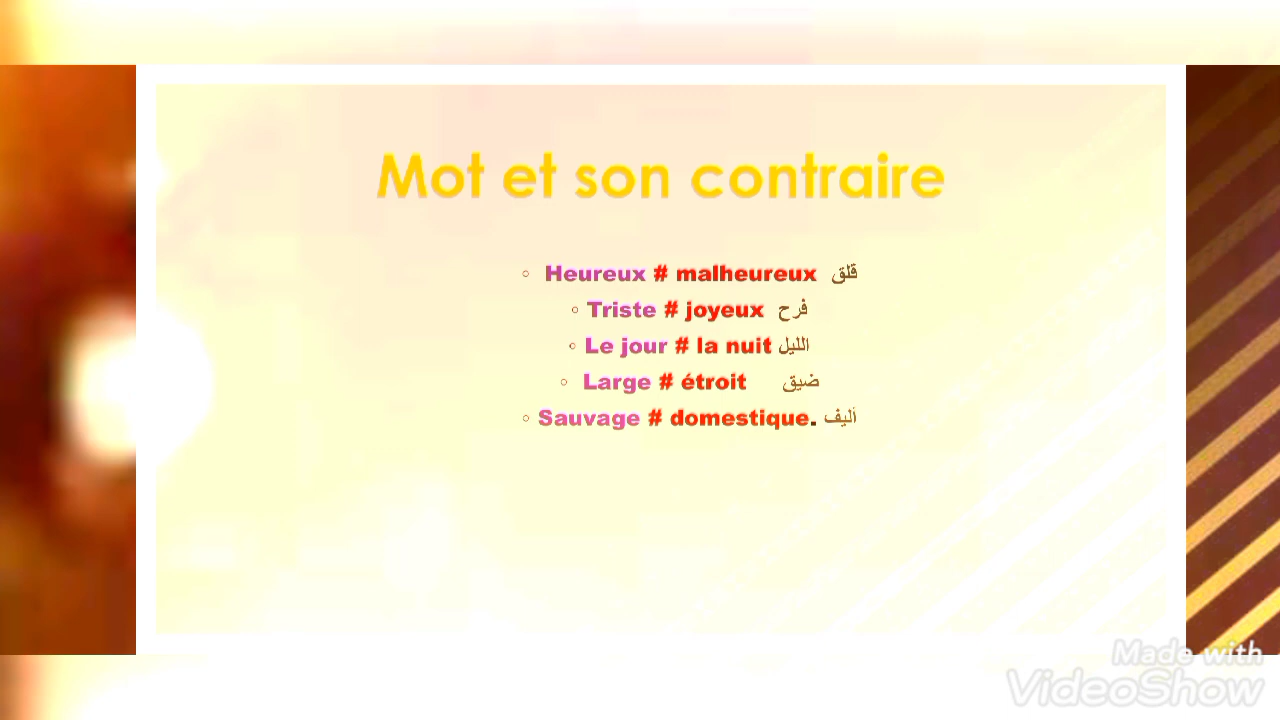 Mot et son contraire
◦ Heureux # malheureux قلق
◦ Triste # joyeux فرح
◦ Le jour # la nuit الليل
◦ Large # étroit ضيق
◦ Sauvage # domestique. أليف
Made with
VideoShow